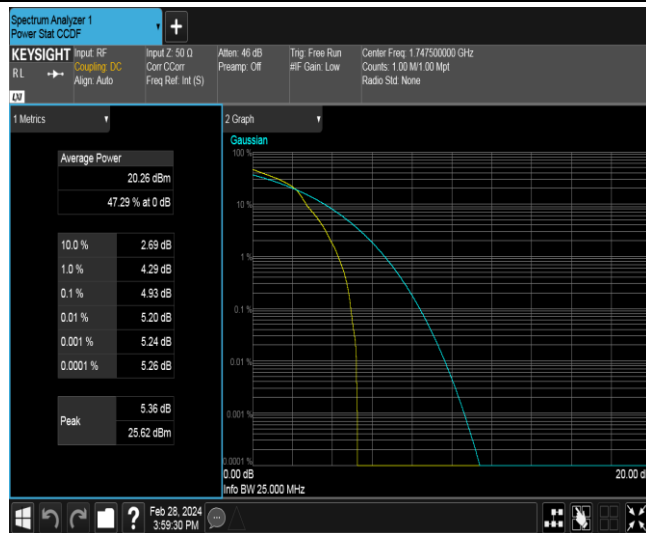 Spectrum Analyzer 1
Power Stat CCDF
+
KEYSIGHT
RL
Input: RF
Coupling: DC
Align: Auto
Input Z: 50 Ω
Corr CCorr
Freq Ref: Int (S)
Atten: 46 dB
Preamp: Off
Trig: Free Run
#IF Gain: Low
Center Freq: 1.747500000 GHz
Counts: 1.00 M/1.00 Mpt
Radio Std: None
LXI
1 Metrics
Average Power
20.26 dBm
47.29 % at 0 dB
10.0 % 2.69 dB
1.0 % 4.29 dB
0.1 % 4.93 dB
0.01 % 5.20 dB
0.001 % 5.24 dB
0.0001 % 5.26 dB
Peak
5.36 dB
25.62 dBm
2 Graph
Gaussian
100 %
10 %
1 %
0.1 %
0.01 %
0.001 %
0.0001 %
0.00 dB
20.00 d
Info BW 25.000 MHz
?
Feb 28, 2024
3:59:30 PM